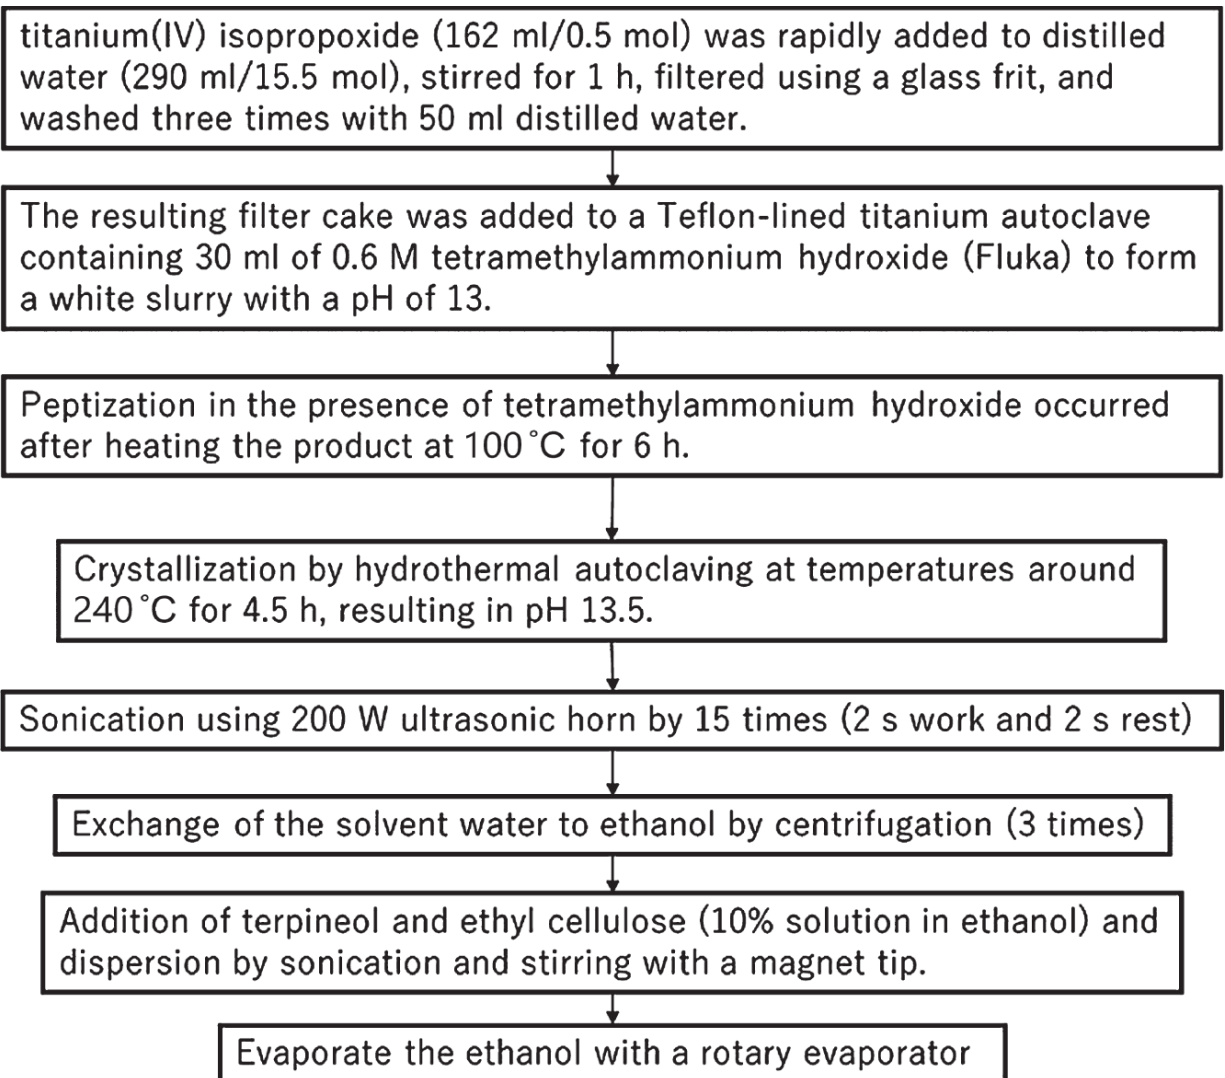 titanium(IV) isopropoxide (162 ml/0.5 mol) was rapidly added to distilled
water (290 ml/15.5 mol), stirred for 1 h, filtered using a glass frit, and
washed three times with 50 ml distilled water.
The resulting filter cake was added to a Teflon-lined titanium autoclave
containing 30 ml of 0.6 M tetramethylammonium hydroxide (Fluka) to form
a white slurry with a pH of 13.
Peptization in the presence of tetramethylammonium hydroxide occurred
after heating the product at 100 °C for 6 h.
Crystallization by hydrothermal autoclaving at temperatures around
240 °C for 4.5 h, resulting in pH 13.5.
Sonication using 200 W ultrasonic horn by 15 times (2 s work and 2 s rest)
Exchange of the solvent water to ethanol by centrifugation (3 times)
Addition of terpineol and ethyl cellulose (10% solution in ethanol) and
dispersion by sonication and stirring with a magnet tip.
Evaporate the ethanol with a rotary evaporator